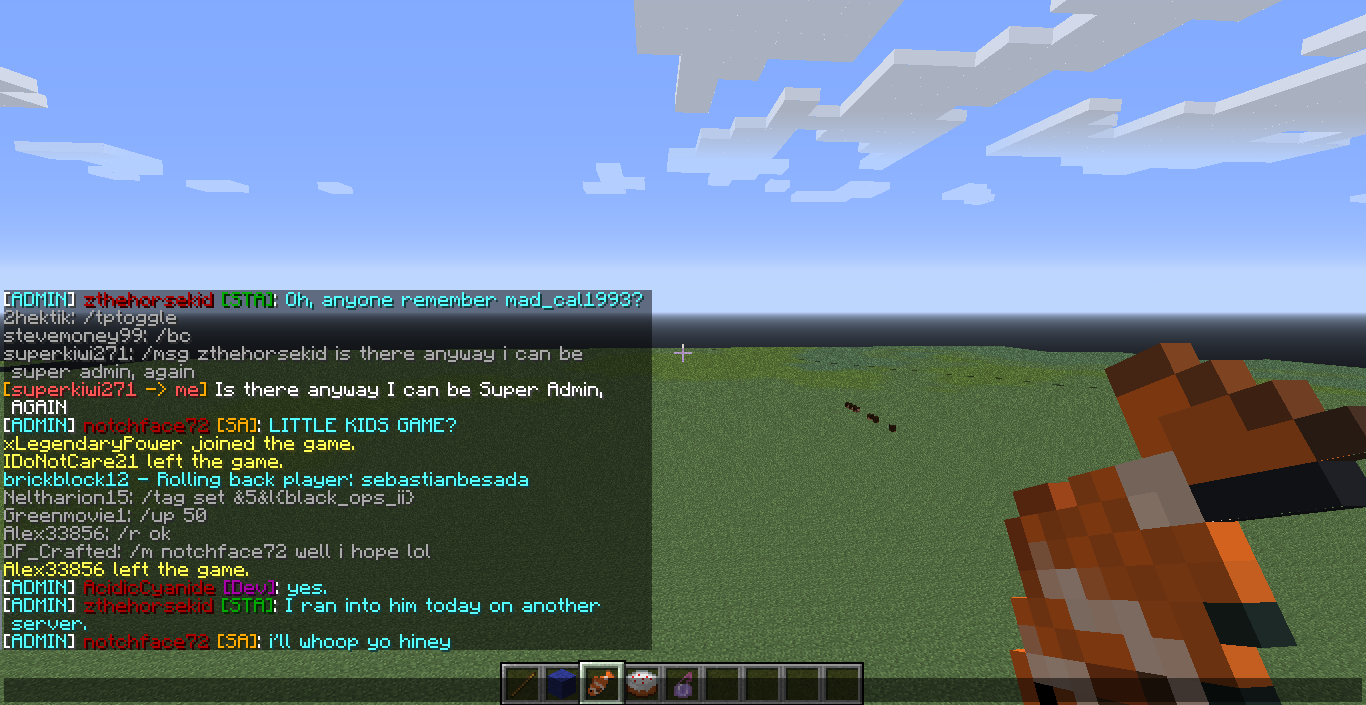 [ADMIN] zthehorsekid [STA]: Oh, anyone remember mad_cal1993?
2hektik: /tptoggle
stevemoney99: /bc
superkiwi271: /msg zthehorsekid is there anyway i can be
super admin, again
[superkiwi271 -> me] Is there anyway I can be Super Admin,
AGAIN
[ADMIN] notchface72 [SA]: LITTLE KIDS GAME?
xLegendaryPower joined the game.
IDoNotCare21 left the game.
brickblock12 - Rolling back player: sebastianbesada
Neltharion15: /tag set &5&l{black_ops_ii}
Greenmovie1: /up 50
Alex33856: /r ok
DF_Crafted: /m notchface72 well i hope lol
Alex33856 left the game.
[ADMIN] AcidicCyanide [Dev]: yes.
[ADMIN] zthehorsekid [STA]: I ran into him today on another
server.
[ADMIN] notchface72 [SA]: i'll whoop yo hiney